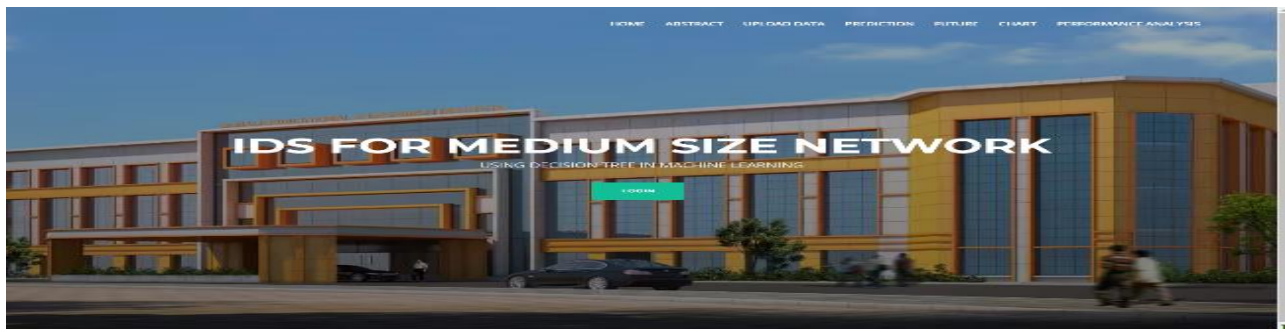 HOME ABSTRACT UPLOAD DATA PREDICTION FUTURE CHART PERFORMANCE ANALYSIS
IDS FOR MEDIUM SIZE NETWORK
USING DECISION TREE IN MACHINE LEARNING
LOGIN